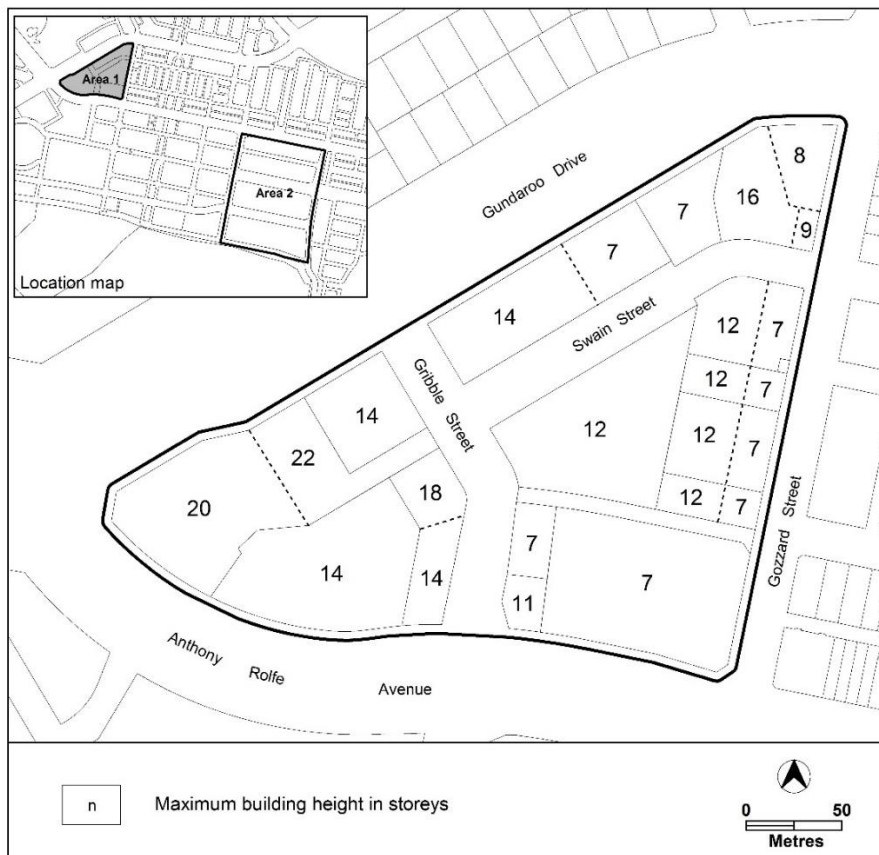 Area 1
Area 2
Location map
Gundaroo Drive
8
16
9
7
7
14
Swain Street
12
7
12
7
12
7
12
7
12
Gribble Street
14
22
18
20
14
14
7
11
7
Gozzard Street
Anthony Rolfe Avenue
n Maximum building height in storeys
0 50
Metres